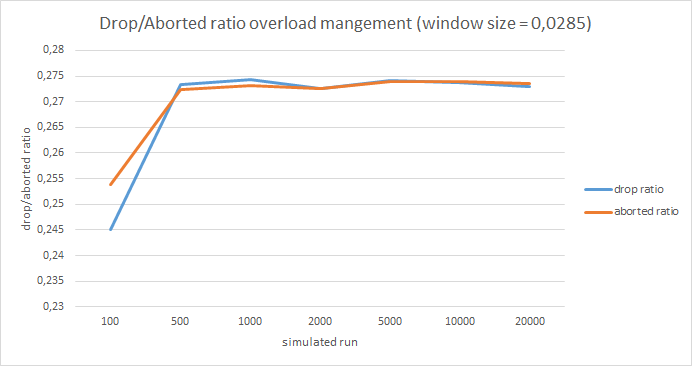 Drop/Aborted ratio overload mangement (window size = 0,0285)
0,28
0,275
0,27
0,265
0,26
0,255
0,25
0,245
0,24
0,235
0,23
drop/aborted ratio
100 500 1000 2000 5000 10000 20000
simulated run
drop ratio
aborted ratio